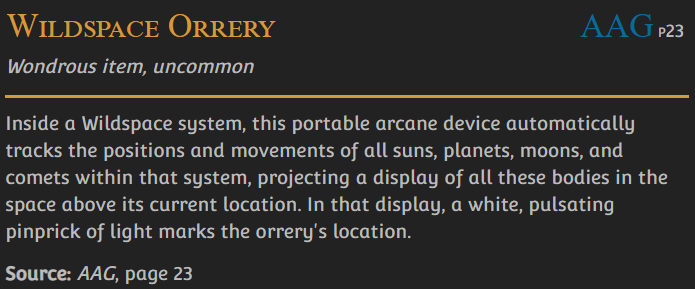 Wildspace Orrery AAG P23
Wondrous item, uncommon
Inside a Wildspace system, this portable arcane device automatically
tracks the positions and movements of all suns, planets, moons, and
comets within that system, projecting a display of all these bodies in the
space above its current location. In that display, a white, pulsating
pinprick of light marks the orrery's location.
Source: AAG, page 23